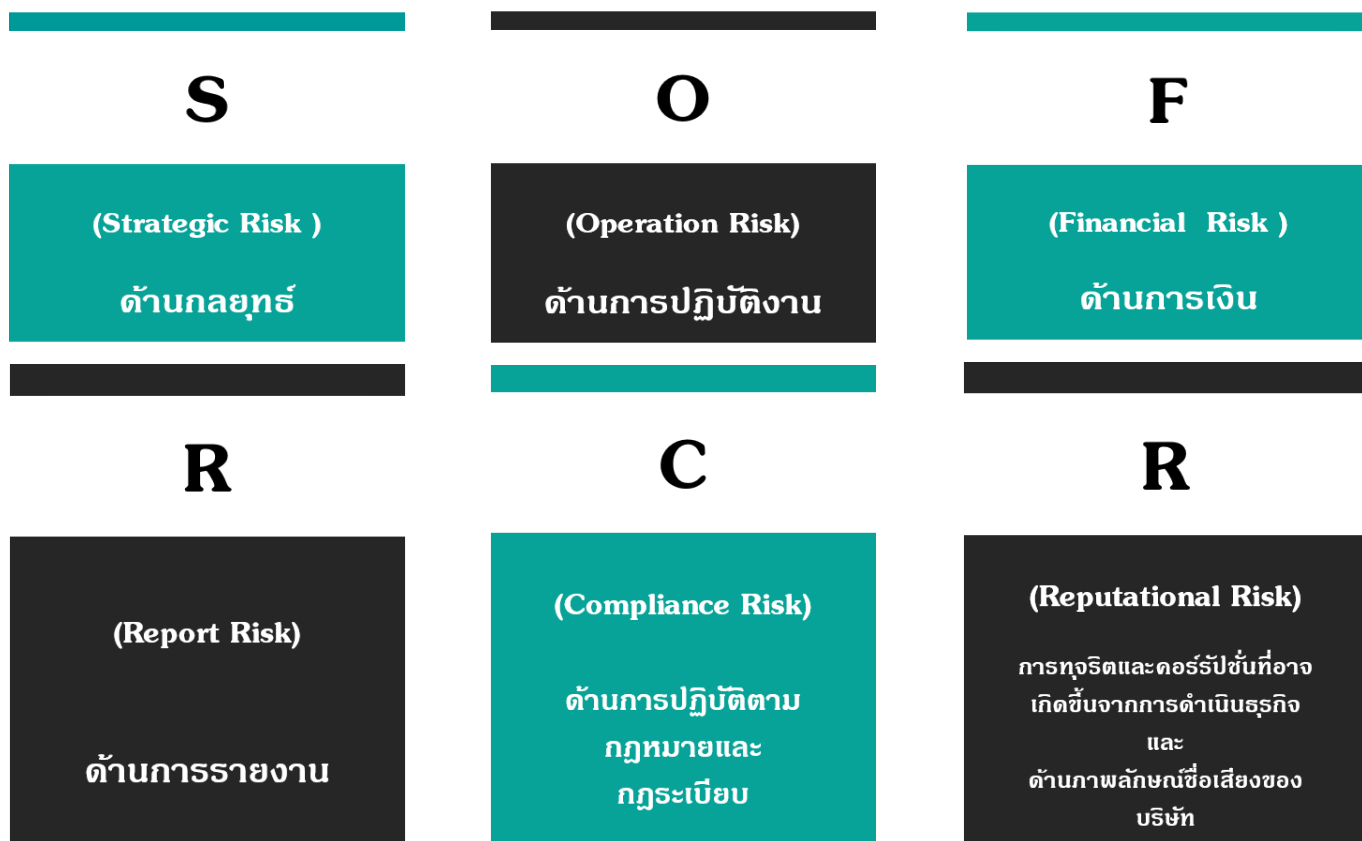 S
(Strategic Risk )
ด้านกลยุทธ์
O
(Operation Risk)
ด้านการปฏิบัติงาน
F
(Financial  Risk )
ด้านการเงิน
R
(Report Risk)
ด้านการรายงาน
C
(Compliance Risk)
ด้านการปฏิบัติตาม
กฎหมายและ
กฎระเบียบ
R
(Reputational Risk)
การทุจริตและคอร์รัปชั่นที่อาจ
เกิดขึ้นจากการดำเนินธุรกิจ
และ
ด้านภาพลักษณ์ชื่อเสียงของ
บริษัท